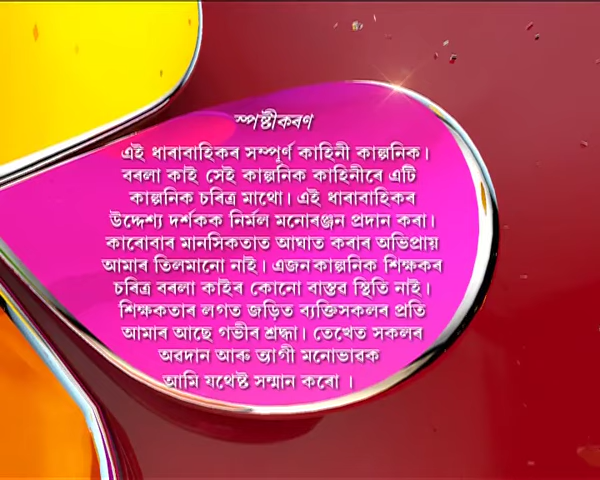 স্পষ্টীকৰণ
এই ধাৰাবাহিকৰ সম্পূৰ্ণ কাহিনী কাল্পনিক।
বৰলা কাই সেই কাল্পনিক কাহিনীৰে এটি
কাল্পনিক চৰিত্ৰ মাথো। এই ধাৰাবাহিকৰ
উদ্দেশ্য দৰ্শকক নিৰ্মল মনোৰঞ্জন প্ৰদান কৰা।
কাৰোবাৰ মানসিকতাত আঘাত কৰাৰ অভিপ্ৰায়
আমাৰ তিলমানো নাই। এজন কাল্পনিক শিক্ষকৰ
চৰিত্ৰ বৰলা কাইৰ কোনো বাস্তৱ স্থিতি নাই।
শিক্ষকতাৰ লগত জড়িত ব্যক্তিসকলৰ প্ৰতি
আমাৰ আছে গভীৰ শ্ৰদ্ধা। তেখেত সকলৰ
অৱদান আৰু ত্যাগী মনোভাৱক
আমি যথেষ্ট সন্মান কৰো ।